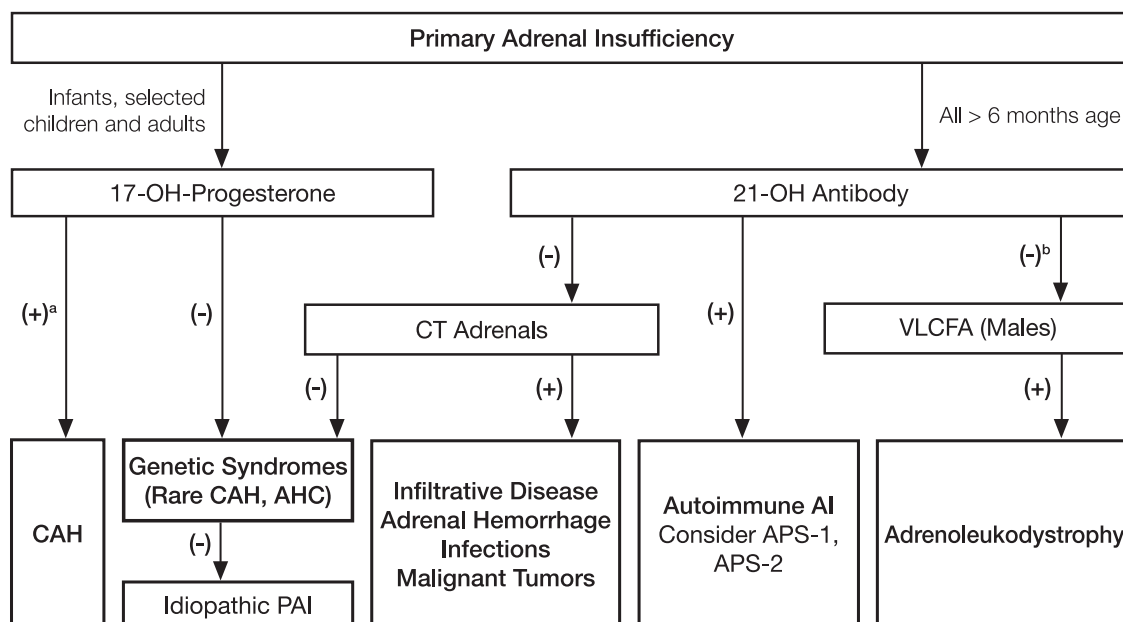 Primary Adrenal Insufficiency
Infants, selected
children and adults
All > 6 months age
17-OH-Progesterone
21-OH Antibody
(+)a
(-)
(-)
(+)
(-)b
CT Adrenals
VLCFA (Males)
(-)
(+)
(+)
CAH
Genetic Syndromes
(Rare CAH, AHC)
(-)
Idiopathic PAI
Infiltrative Disease
Adrenal Hemorrhage
Infections
Malignant Tumors
Autoimmune AI
Consider APS-1,
APS-2
Adrenoleukodystrophy